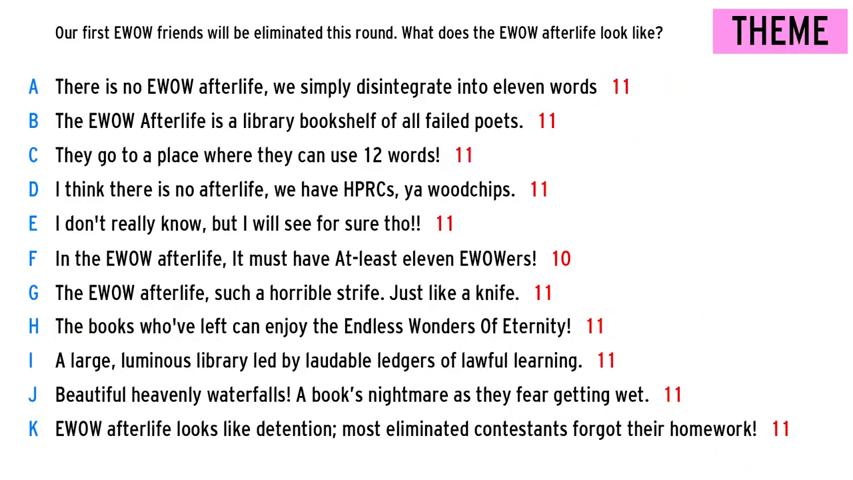 Our first EWOW friends will be eliminated this round. What does the EWOW afterlife look like?
THEME
A There is no EWOW afterlife, we simply disintegrate into eleven words 11
B The EWOW Afterlife is a library bookshelf of all failed poets. 11
C They go to a place where they can use 12 words! 11
D I think there is no afterlife, we have HPRCs, ya woodchips. 11
E I don't really know, but I will see for sure tho!! 11
F In the EWOW afterlife, It must have At-least eleven EWOWers! 10
G The EWOW afterlife, such a horrible strife. Just like a knife. 11
H The books who've left can enjoy the Endless Wonders Of Eternity! 11
I A large, luminous library led by laudable ledgers of lawful learning. 11
J Beautiful heavenly waterfalls! A book’s nightmare as they fear getting wet. 11
K EWOW afterlife looks like detention; most eliminated contestants forgot their homework! 11